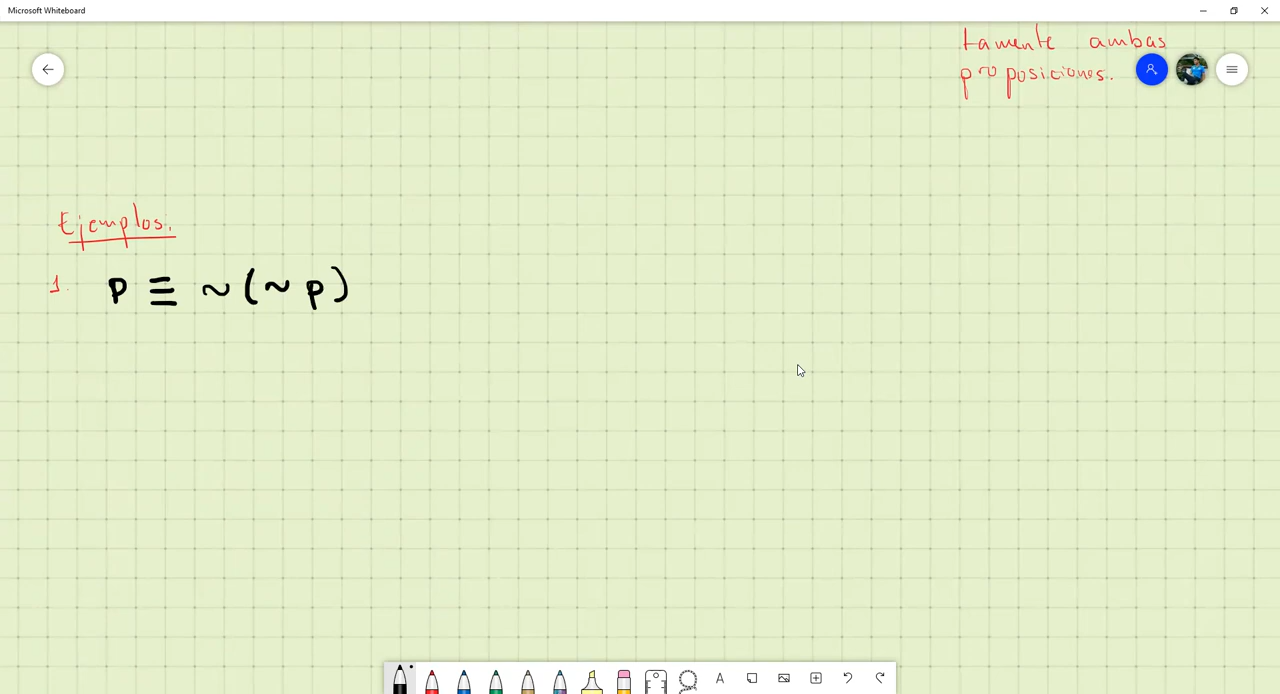 Microsoft Whiteboard
tamente ambas
proposiciones.
Ejemplos.
1. p ≡ ~(~p)
A